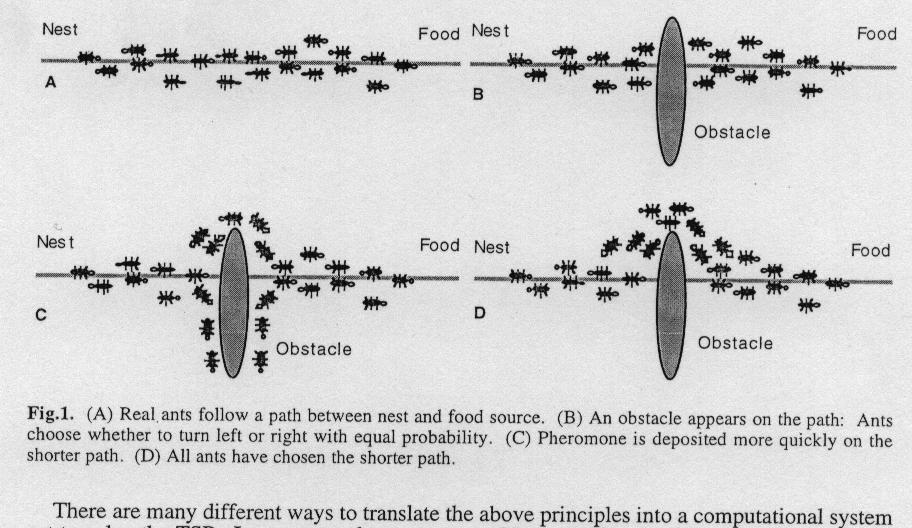 Nest
Food
A
Nest
Food
B
Obstacle
Nest
Food
C
Obstacle
Nest
Food
D
Obstacle
Fig.1. (A) Real ants follow a path between nest and food source. (B) An obstacle appears on the path: Ants
choose whether to turn left or right with equal probability. (C) Pheromone is deposited more quickly on the
shorter path. (D) All ants have chosen the shorter path.
There are many different ways to translate the above principles into a computational system